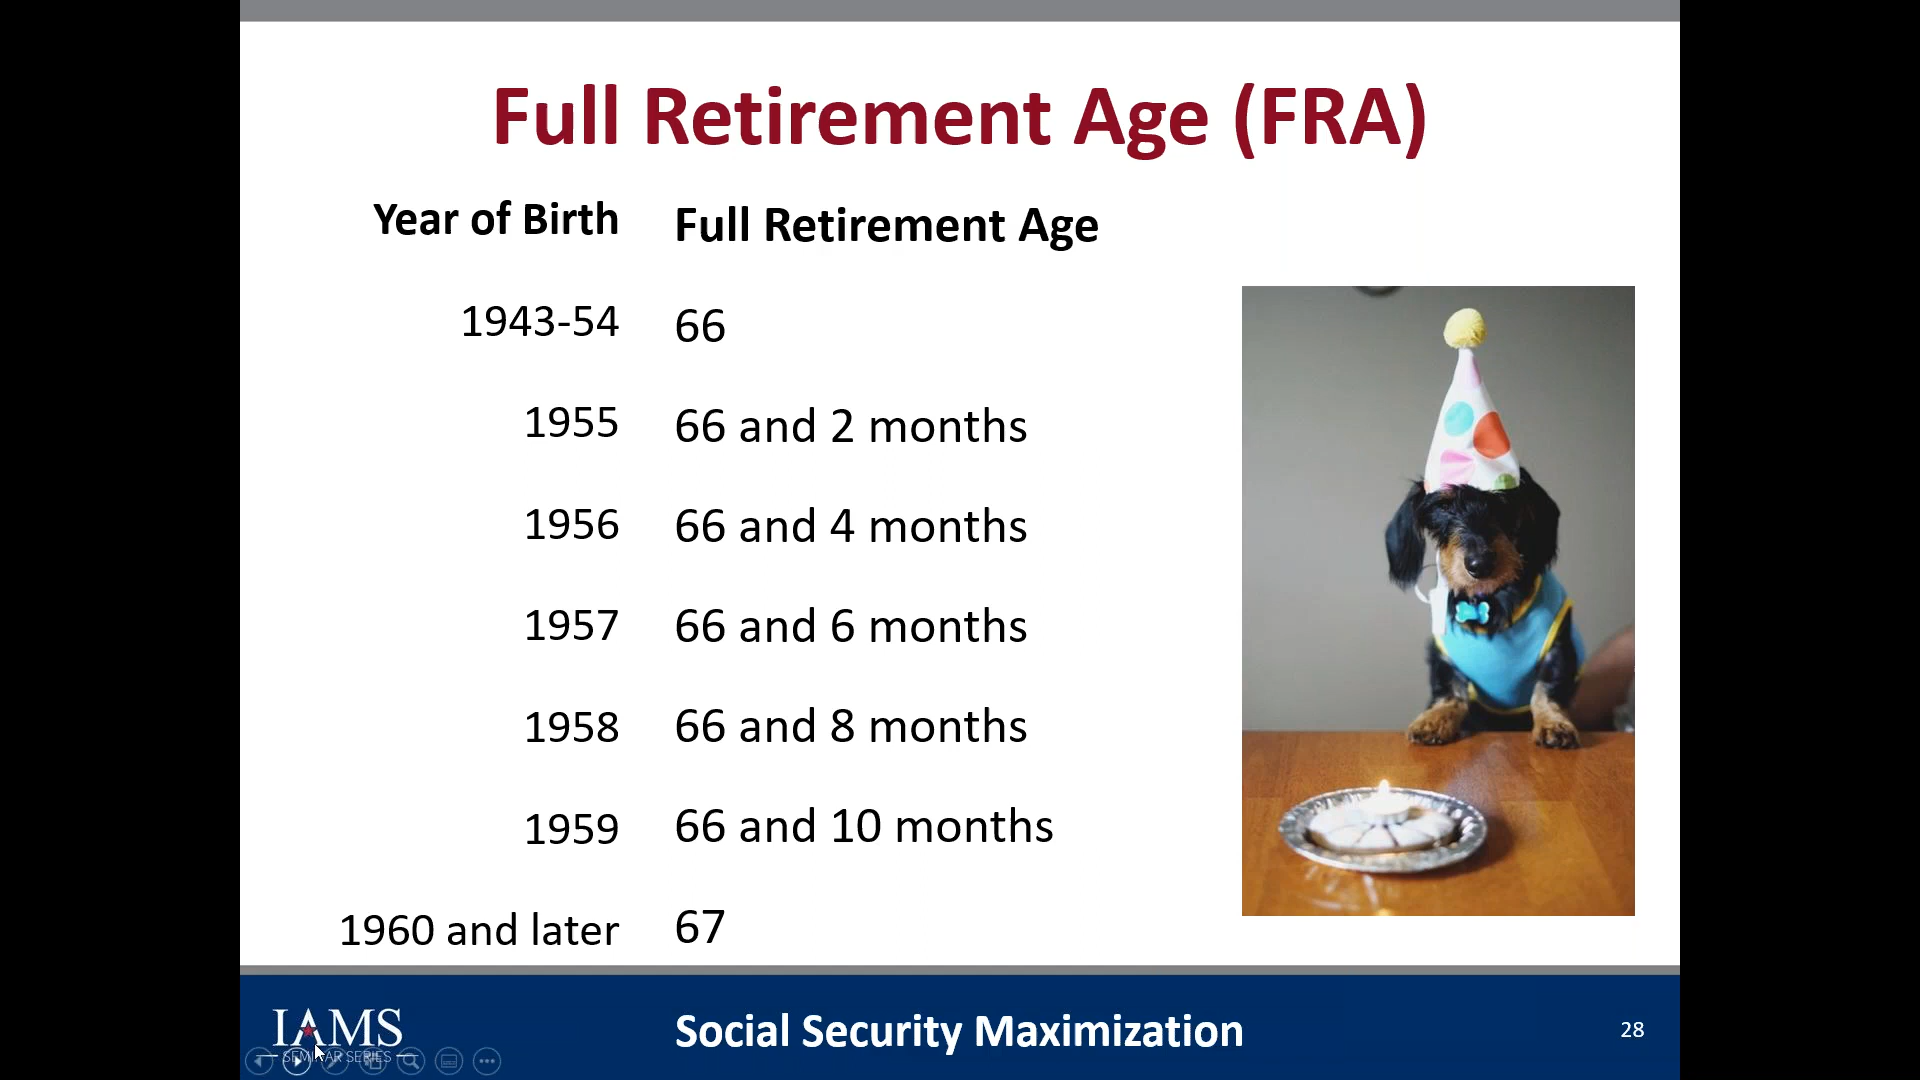 Full Retirement Age (FRA)
Year of Birth Full Retirement Age
1943-54 66
1955 66 and 2 months
1956 66 and 4 months
1957 66 and 6 months
1958 66 and 8 months
1959 66 and 10 months
1960 and later 67
IAMS
SEMINAR SERIES
Social Security Maximization
28